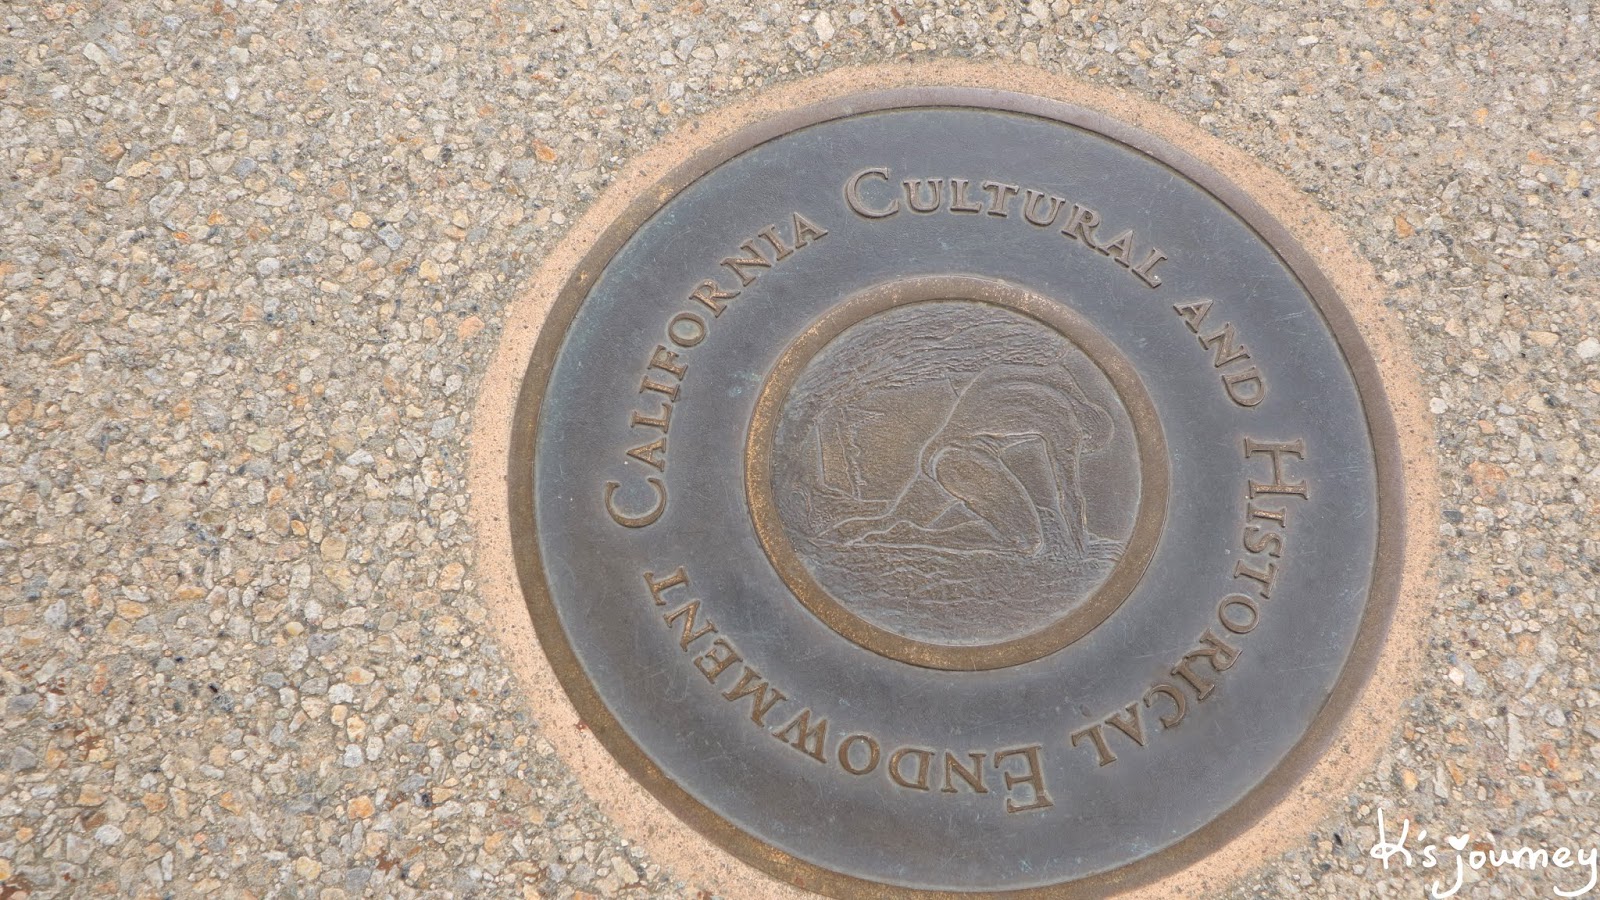 California Cultural and Historical Endowment
K's journey